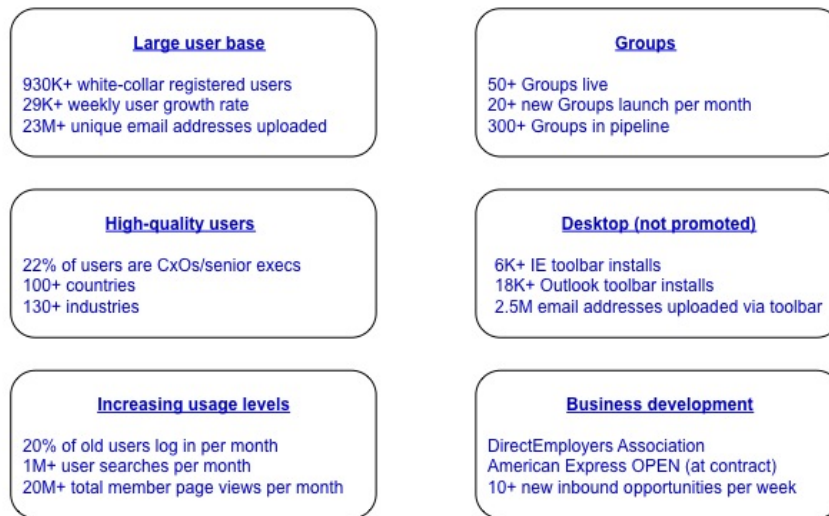 Large user base
930K+ white-collar registered users
29K+ weekly user growth rate
23M+ unique email addresses uploaded
Groups
50+ Groups live
20+ new Groups launch per month
300+ Groups in pipeline
High-quality users
22% of users are CxOs/senior execs
100+ countries
130+ industries
Desktop (not promoted)
6K+ IE toolbar installs
18K+ Outlook toolbar installs
2.5M email addresses uploaded via toolbar
Increasing usage levels
20% of old users log in per month
1M+ user searches per month
20M+ total member page views per month
Business development
DirectEmployers Association
American Express OPEN (at contract)
10+ new inbound opportunities per week